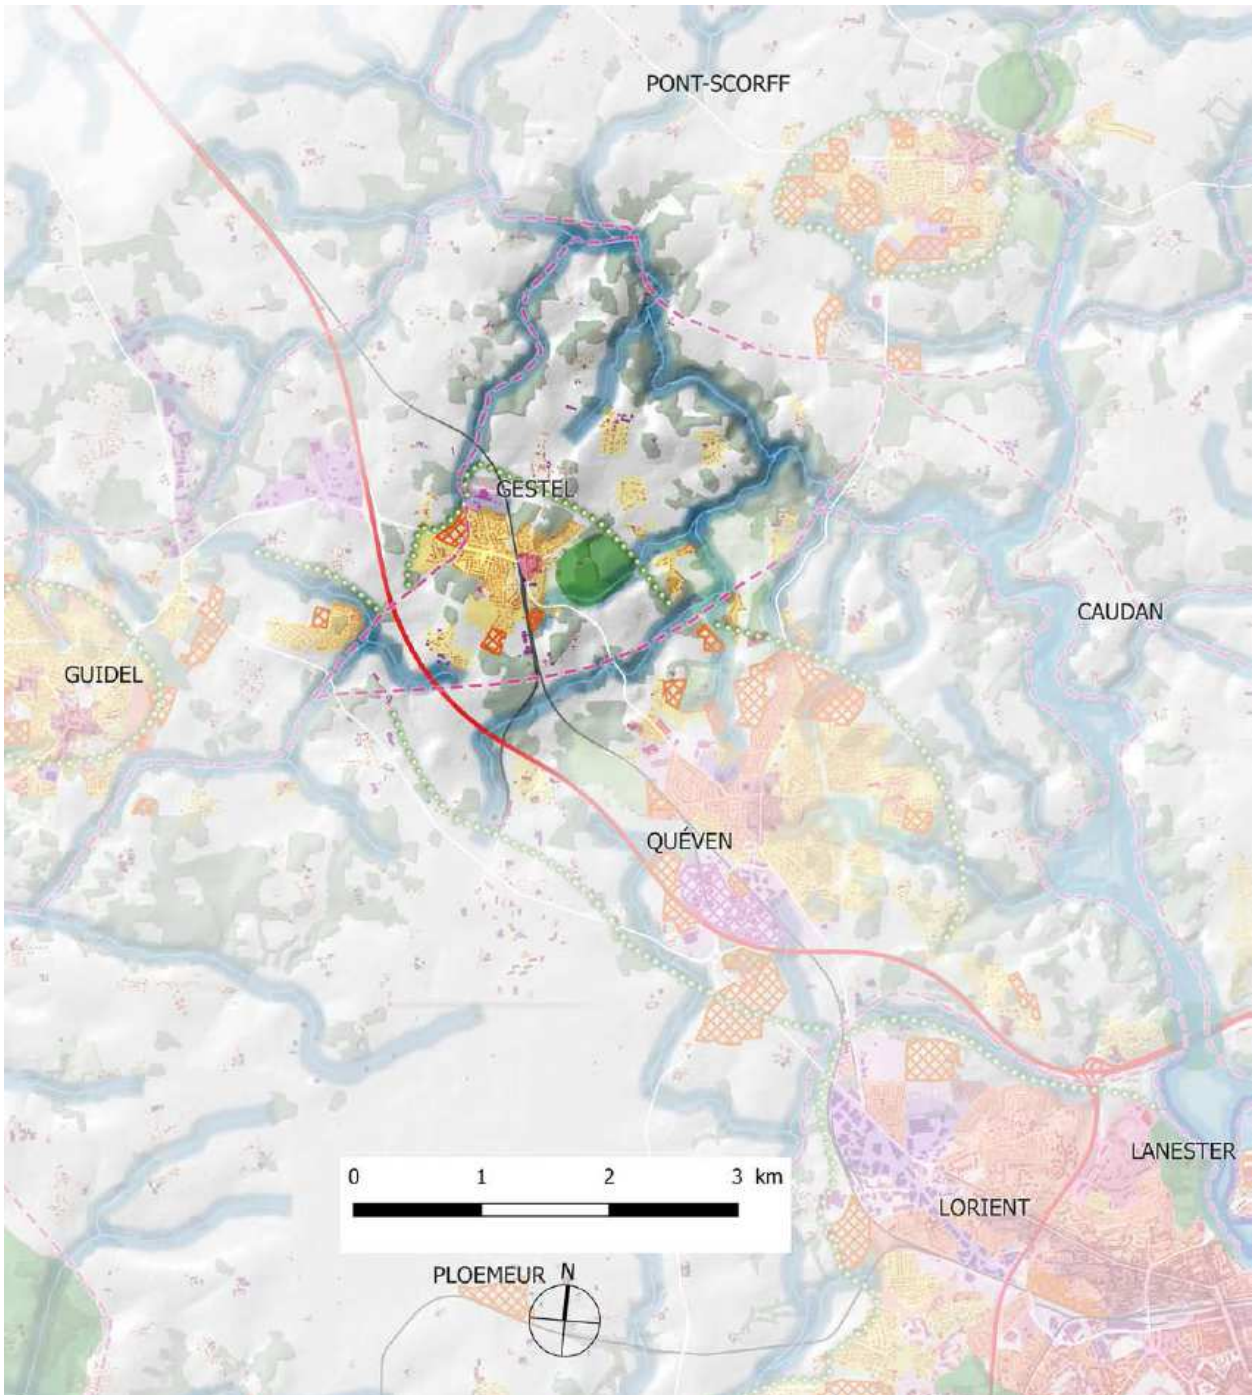 PONT-SCORFF
GESTEL
CAUDAN
GUIDEL
QUÉVEN
LANESTER
0 1 2 3 km
LORIENT
PLOEMEUR N